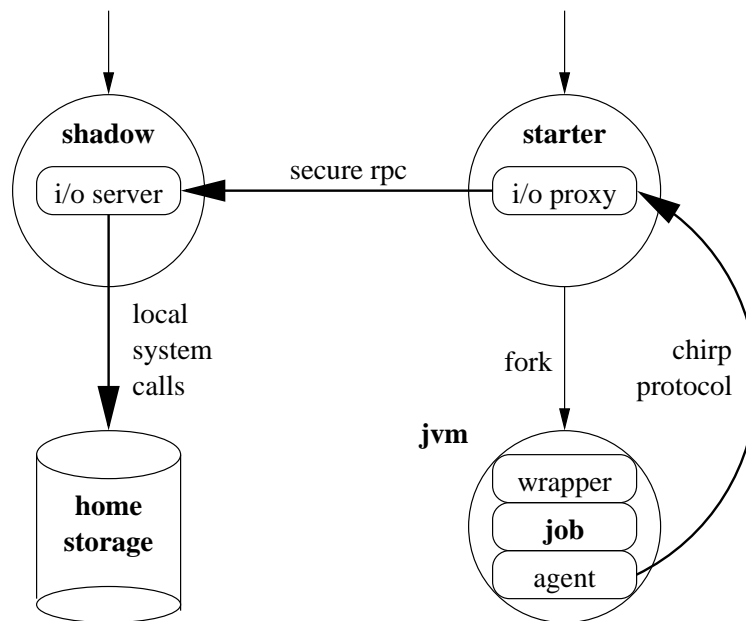 shadow
starter
i/o server
secure rpc
i/o proxy
local
system
calls
fork
chirp
protocol
jvm
wrapper
home
storage
job
agent